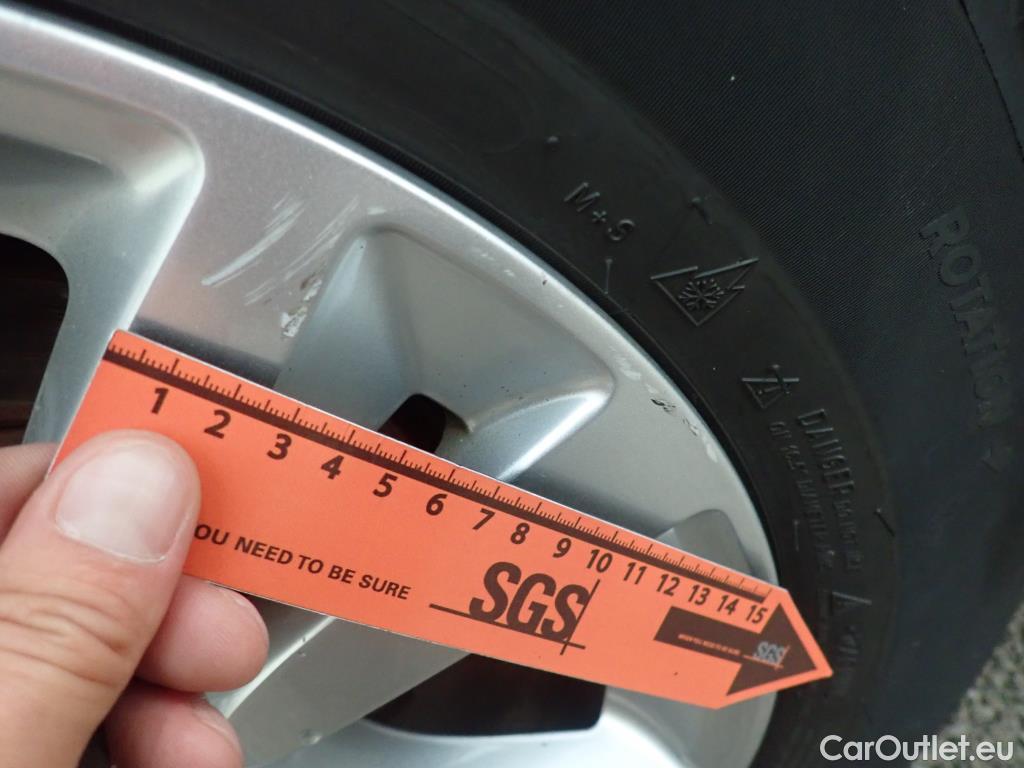 M+S
ROTATION
DANGER
1 2 3 4 5 6 7 8 9 10 11 12 13 14 15
OU NEED TO BE SURE
SGS
SGS
CarOutlet.eu